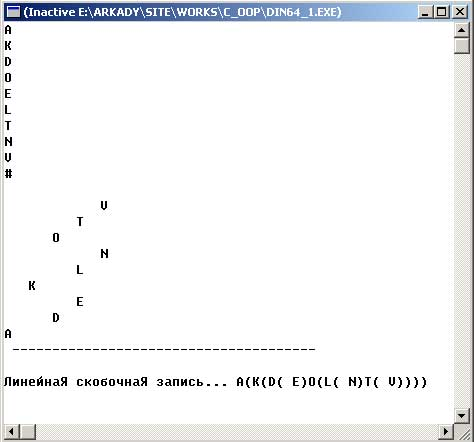 (Inactive E:\ARKADY\SITE\WORKS\C_OOP\DIN64_1.EXE)
A
K
D
O
E
L
T
N
V
#
V
T
O
N
L
K
E
D
A
--------------------------------------
ЛинейнаЯ скобочнаЯ запись... A(K(D( E)O(L( N)T( V))))